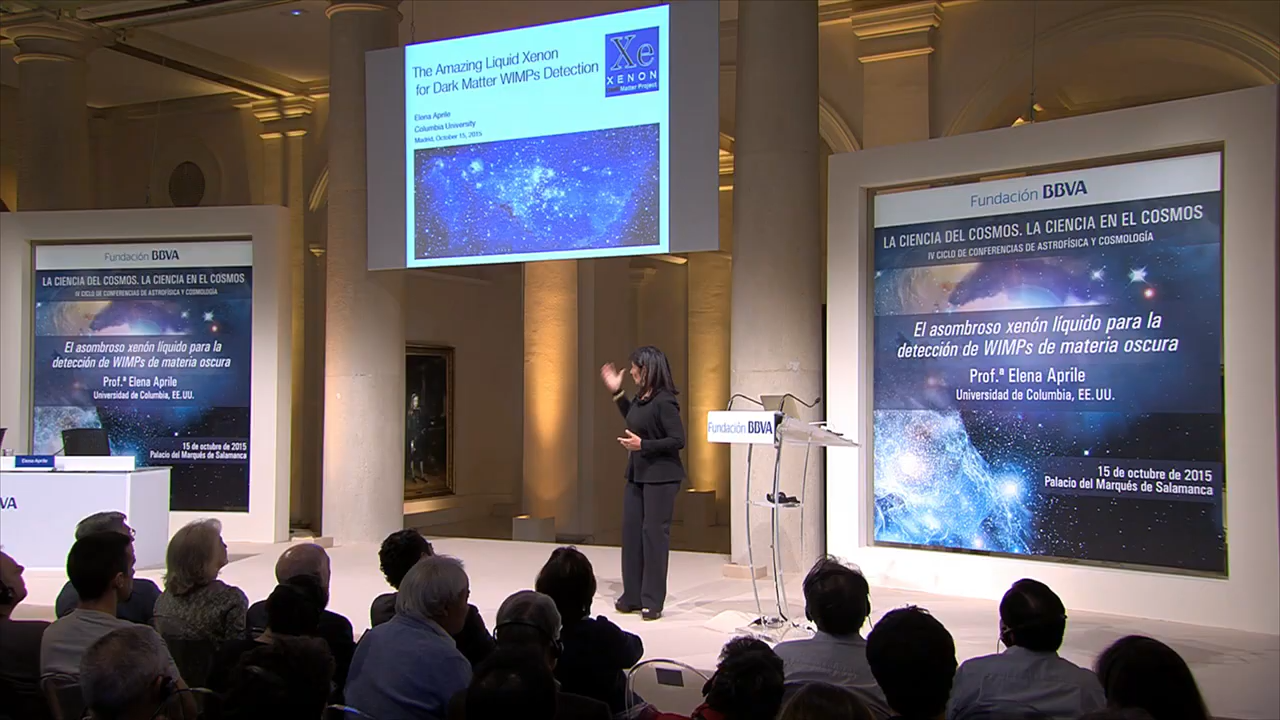 The Amazing Liquid Xenon
for Dark Matter WIMPs Detection
Xe
XENON
Matter Project
Elena Aprile
Columbia University
Madrid, October 15, 2015
Fundación BBVA
LA CIENCIA DEL COSMOS. LA CIENCIA EN EL COSMOS
IV CICLO DE CONFERENCIAS DE ASTROFÍSICA Y COSMOLOGÍA
El asombroso xenón líquido para la
detección de WIMPs de materia oscura
Prof.ª Elena Aprile
Universidad de Columbia, EE.UU.
15 de octubre de 2015
Palacio del Marqués de Salamanca
Elena Aprile
VA
Fundación BBVA
Fundación BBVA
LA CIENCIA DEL COSMOS. LA CIENCIA EN EL COSMOS
IV CICLO DE CONFERENCIAS DE ASTROFÍSICA Y COSMOLOGÍA
El asombroso xenón líquido para la
detección de WIMPs de materia oscura
Prof.ª Elena Aprile
Universidad de Columbia, EE.UU.
15 de octubre de 2015
Palacio del Marqués de Salamanca